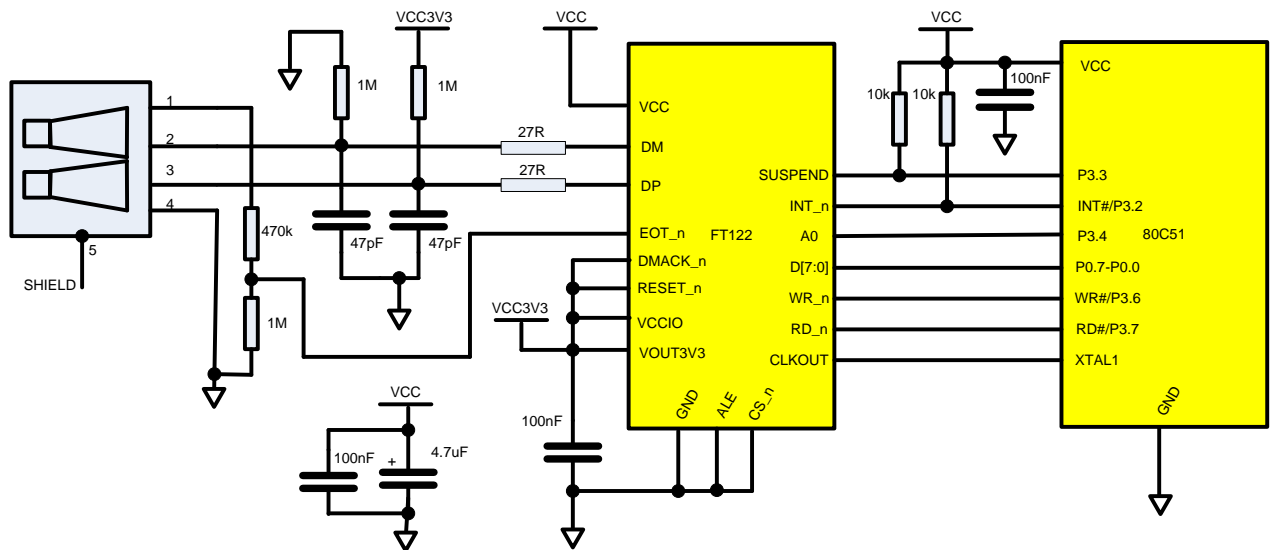 VCC3V3
VCC
VCC
1M
1M
1
2
3
4
5
SHIELD
470k
1M
47pF
47pF
27R
27R
VCC
DM
DP
EOT_n
DMACK_n
RESET_n
VCCIO
VOUT3V3
VCC3V3
100nF
GND
ALE
CS_n
FT122
SUSPEND
INT_n
A0
D[7:0]
WR_n
RD_n
CLKOUT
10k
10k
100nF
VCC
P3.3
INT#/P3.2
P3.4
80C51
P0.7-P0.0
WR#/P3.6
RD#/P3.7
XTAL1
GND
VCC
100nF
+
4.7uF